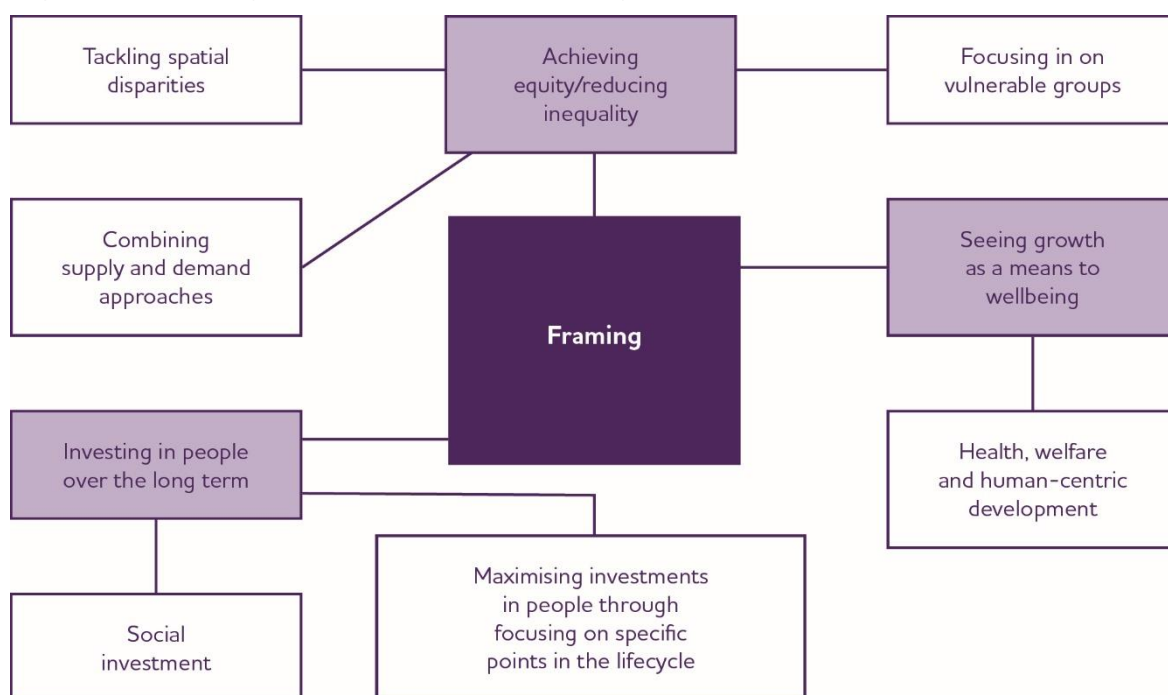 Tackling spatial
disparities
Achieving
equity/reducing
inequality
Focusing in on
vulnerable groups
Combining
supply and demand
approaches
Seeing growth
as a means to
wellbeing
Framing
Investing in people
over the long term
Health, welfare
and human-centric
development
Maximising investments
in people through
focusing on specific
points in the lifecycle
Social
investment